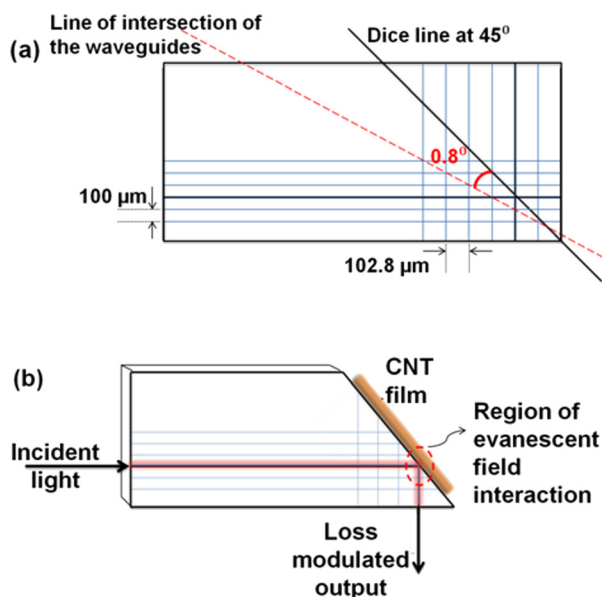 Line of intersection of
the waveguides
Dice line at 45⁰
(a)
0.8⁰
100 µm
102.8 µm
(b)
CNT
film
Region of
evanescent
field
interaction
Incident
light
Loss
modulated
output